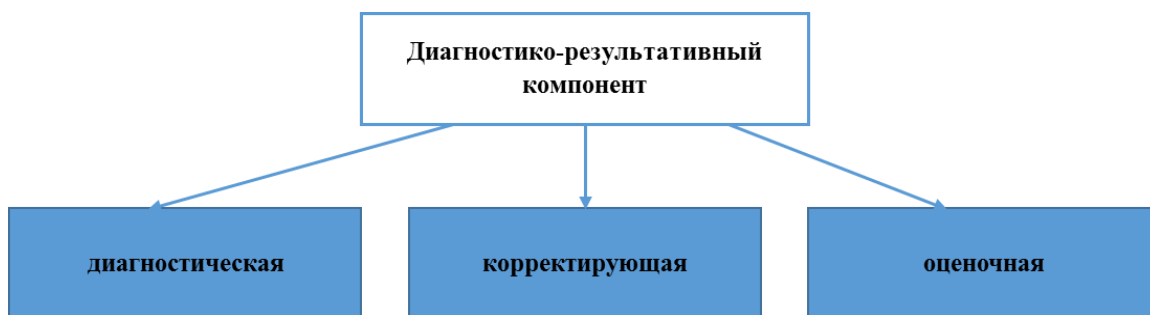 Диагностико-результативный
компонент
диагностическая
корректирующая
оценочная